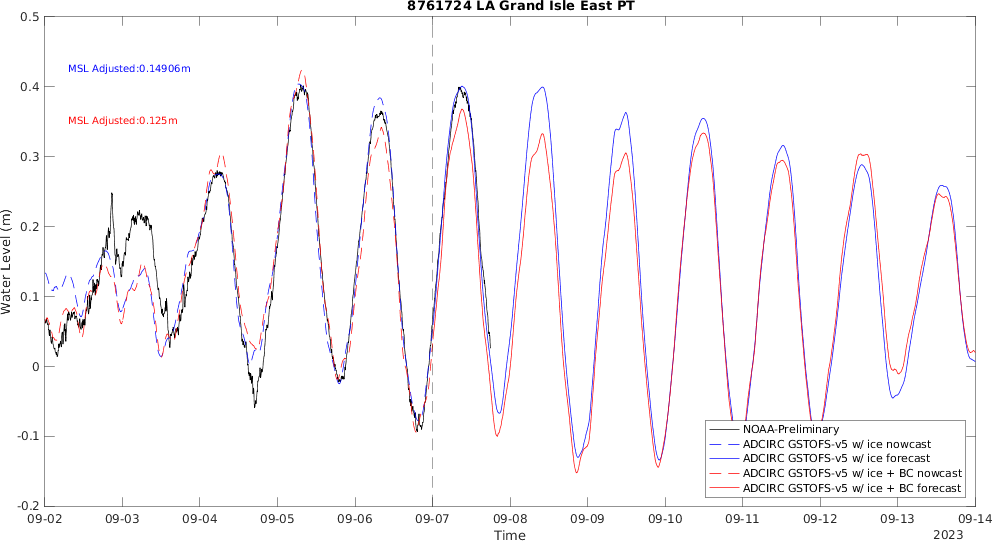 8761724 LA Grand Isle East PT
0.5
MSL Adjusted:0.14906m
0.4
MSL Adjusted:0.125m
0.3
0.2
0.1
0
-0.1
-0.2
Water Level (m)
NOAA-Preliminary
ADCIRC GSTOFS-v5 w/ ice nowcast
ADCIRC GSTOFS-v5 w/ ice forecast
ADCIRC GSTOFS-v5 w/ ice + BC nowcast
ADCIRC GSTOFS-v5 w/ ice + BC forecast
09-02 09-03 09-04 09-05 09-06 09-07 09-08 09-09 09-10 09-11 09-12 09-13 09-14
Time
2023